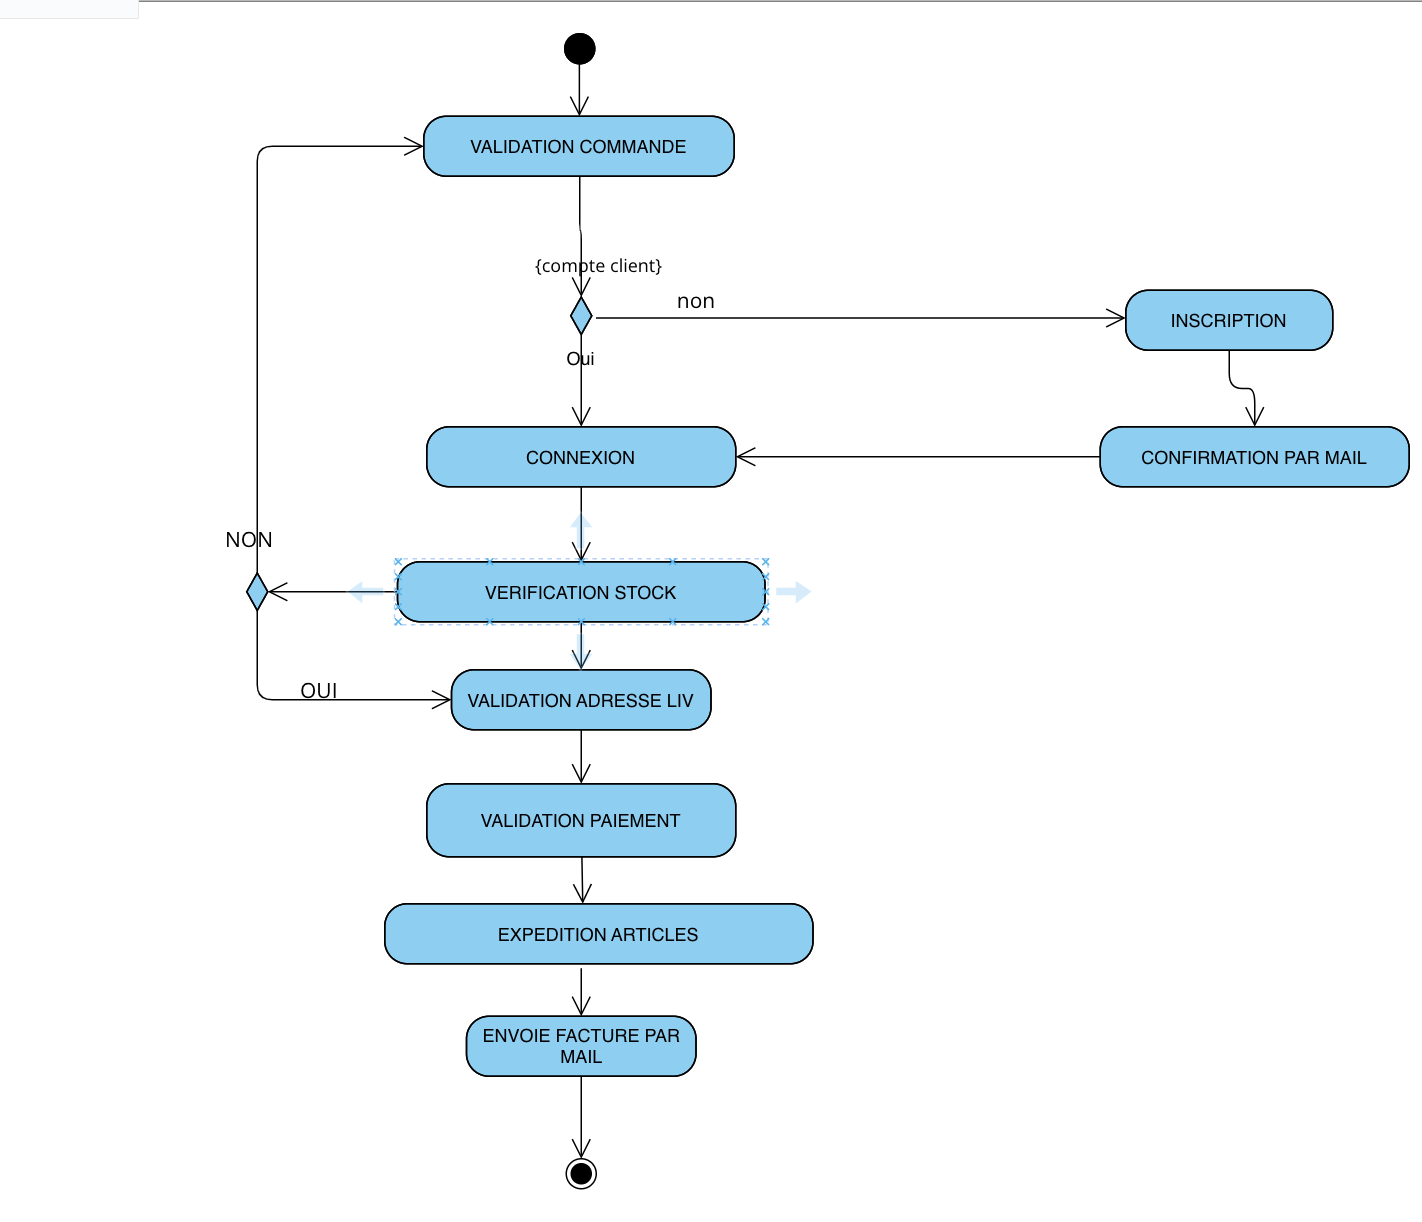 VALIDATION COMMANDE
{compte client}
non
INSCRIPTION
Oui
CONNEXION
CONFIRMATION PAR MAIL
NON
VERIFICATION STOCK
OUI
VALIDATION ADRESSE LIV
VALIDATION PAIEMENT
EXPEDITION ARTICLES
ENVOIE FACTURE PAR
MAIL